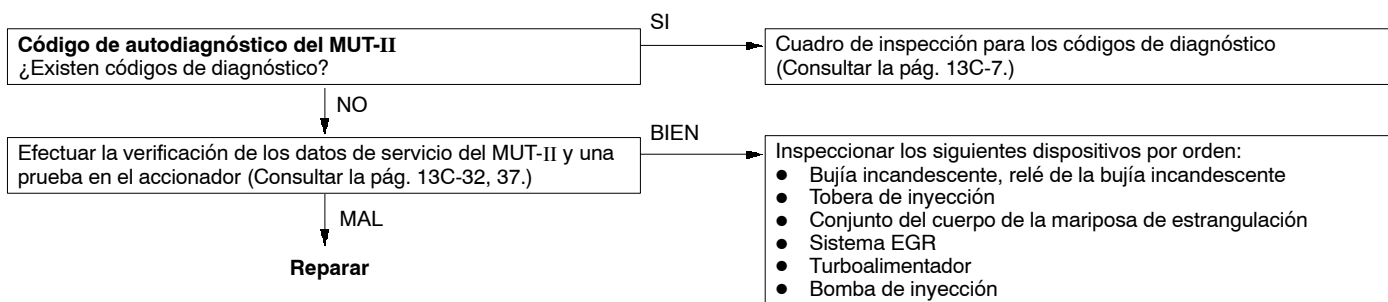 Código de autodiagnóstico del MUT-II
¿Existen códigos de diagnóstico?
SI
Cuadro de inspección para los códigos de diagnóstico
(Consultar la pág. 13C-7.)
NO
Efectuar la verificación de los datos de servicio del MUT-II y una
prueba en el accionador (Consultar la pág. 13C-32, 37.)
BIEN
Inspeccionar los siguientes dispositivos por orden:
● Bujía incandescente, relé de la bujía incandescente
● Tobera de inyección
● Conjunto del cuerpo de la mariposa de estrangulación
● Sistema EGR
● Turboalimentador
● Bomba de inyección
MAL
Reparar